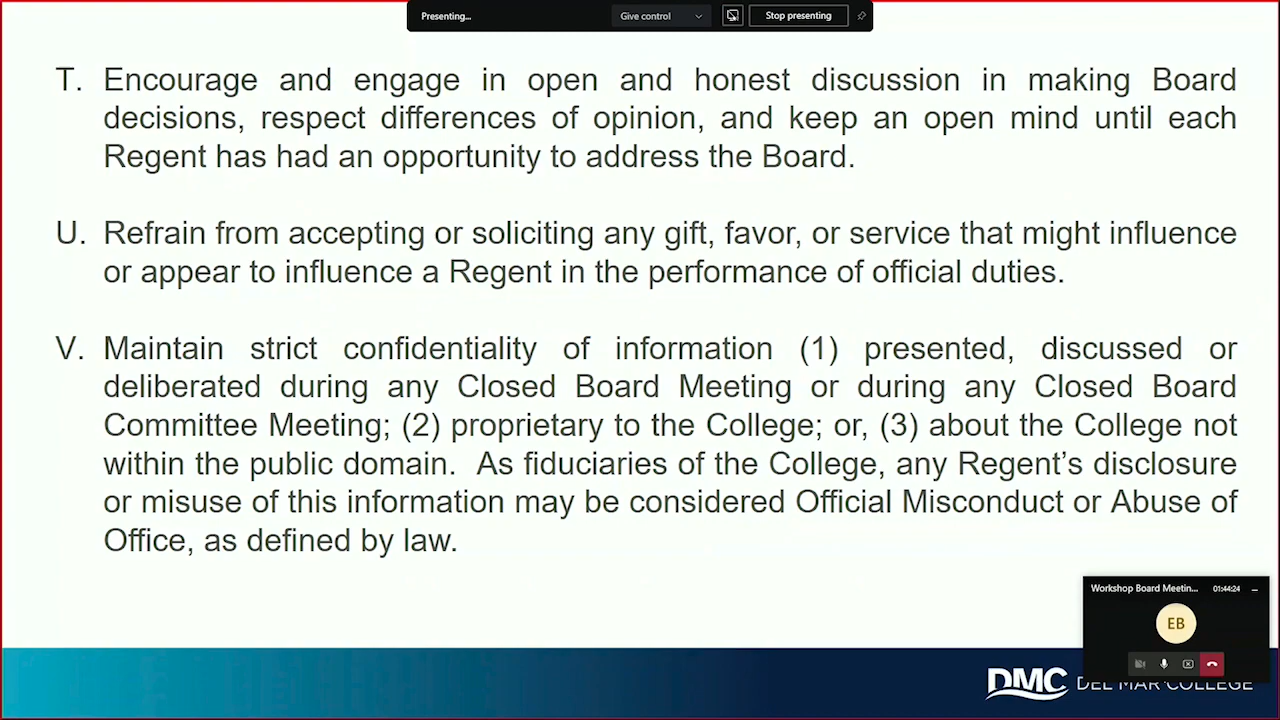 Presenting...
Give control
Stop presenting
T. Encourage and engage in open and honest discussion in making Board
decisions, respect differences of opinion, and keep an open mind until each
Regent has had an opportunity to address the Board.
U. Refrain from accepting or soliciting any gift, favor, or service that might influence
or appear to influence a Regent in the performance of official duties.
V. Maintain strict confidentiality of information (1) presented, discussed or
deliberated during any Closed Board Meeting or during any Closed Board
Committee Meeting; (2) proprietary to the College; or, (3) about the College not
within the public domain. As fiduciaries of the College, any Regent's disclosure
or misuse of this information may be considered Official Misconduct or Abuse of
Office, as defined by law.
Workshop Board Meetin... 01:44:24
EB
DMC DEL MAR COLLEGE